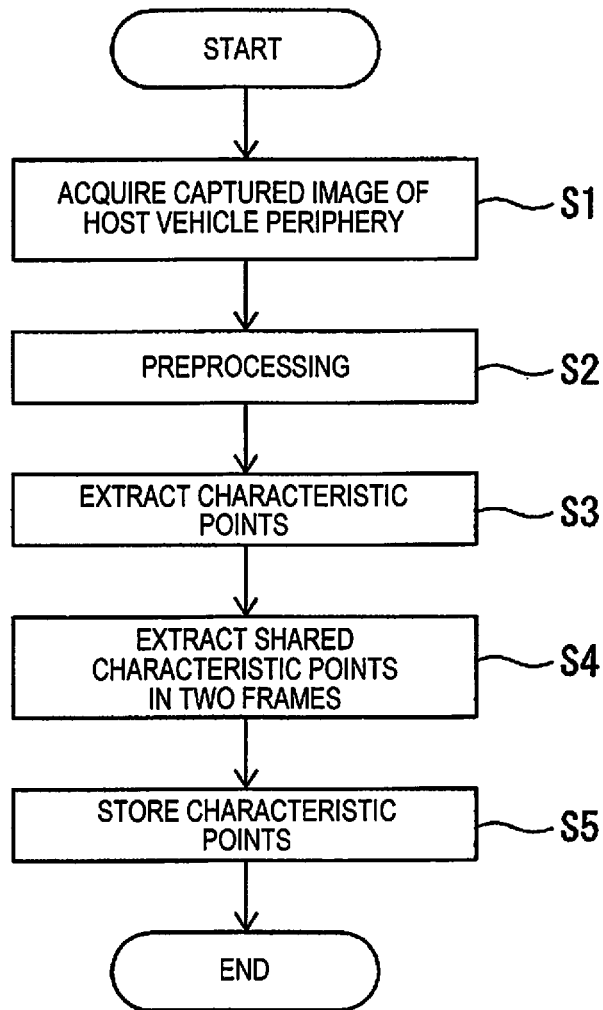 START
ACQUIRE CAPTURED IMAGE OF
HOST VEHICLE PERIPHERY
S1
PREPROCESSING
S2
EXTRACT CHARACTERISTIC
POINTS
S3
EXTRACT SHARED
CHARACTERISTIC POINTS
IN TWO FRAMES
S4
STORE CHARACTERISTIC
POINTS
S5
END